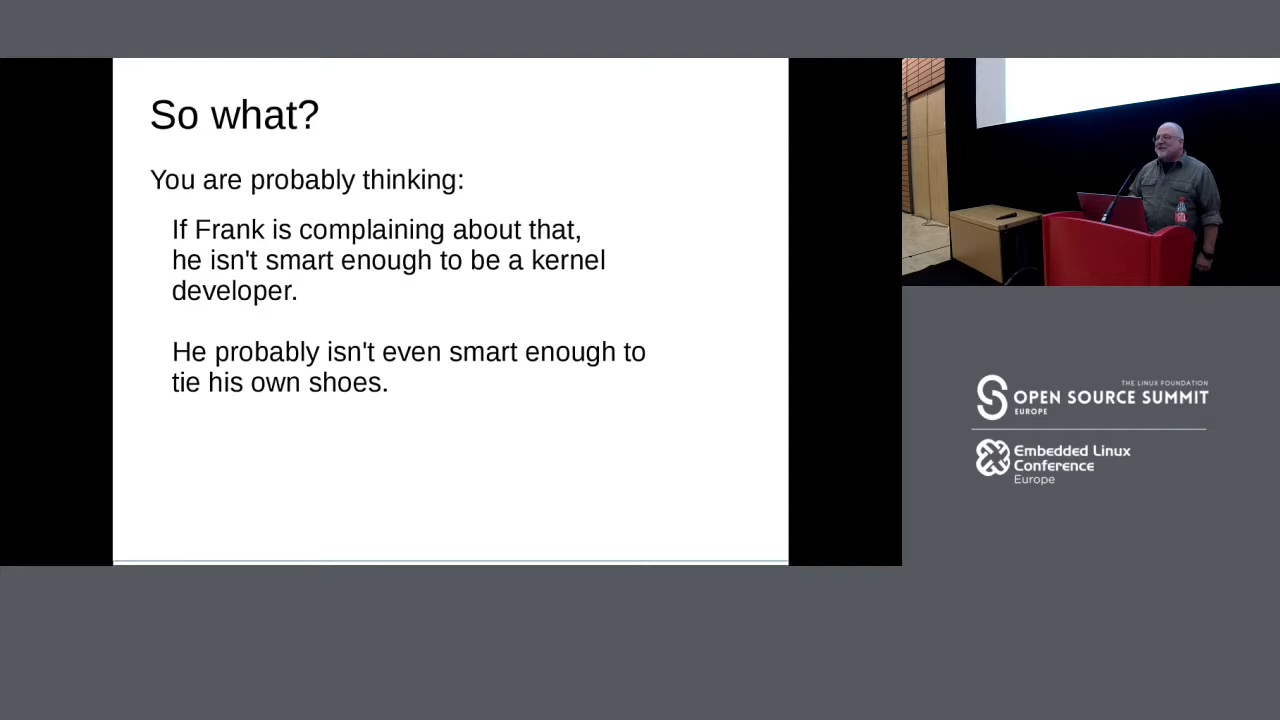 So what?
You are probably thinking:
If Frank is complaining about that,
he isn't smart enough to be a kernel
developer.
He probably isn't even smart enough to
tie his own shoes.
THE LINUX FOUNDATION
OPEN SOURCE SUMMIT
EUROPE
Embedded Linux
Conference
Europe